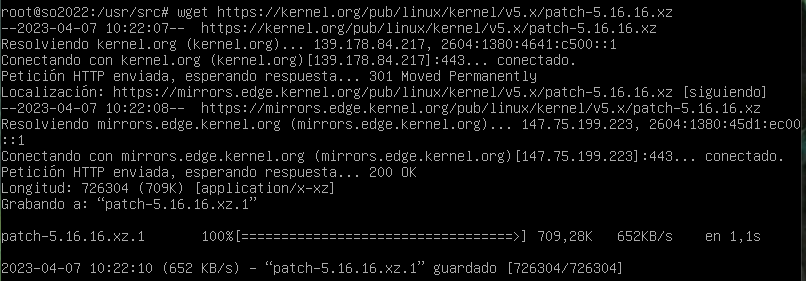 root@so2022:/usr/src# wget https://kernel.org/pub/linux/kernel/v5.x/patch-5.16.16.xz
--2023-04-07 10:22:07--  https://kernel.org/pub/linux/kernel/v5.x/patch-5.16.16.xz
Resolviendo kernel.org (kernel.org)... 139.178.84.217, 2604:1380:4641:c500::1
Conectando con kernel.org (kernel.org)[139.178.84.217]:443... conectado.
Petición HTTP enviada, esperando respuesta... 301 Moved Permanently
Localización: https://mirrors.edge.kernel.org/pub/linux/kernel/v5.x/patch-5.16.16.xz [siguiendo]
--2023-04-07 10:22:08--  https://mirrors.edge.kernel.org/pub/linux/kernel/v5.x/patch-5.16.16.xz
Resolviendo mirrors.edge.kernel.org (mirrors.edge.kernel.org)... 147.75.199.223, 2604:1380:45d1:ec00
::1
Conectando con mirrors.edge.kernel.org (mirrors.edge.kernel.org)[147.75.199.223]:443... conectado.
Petición HTTP enviada, esperando respuesta... 200 OK
Longitud: 726304 (709K) [application/x-xz]
Grabando a: “patch-5.16.16.xz.1”
patch-5.16.16.xz.1       100%[==================================>] 709,28K   652KB/s    en 1,1s
2023-04-07 10:22:10 (652 KB/s) - “patch-5.16.16.xz.1” guardado [726304/726304]